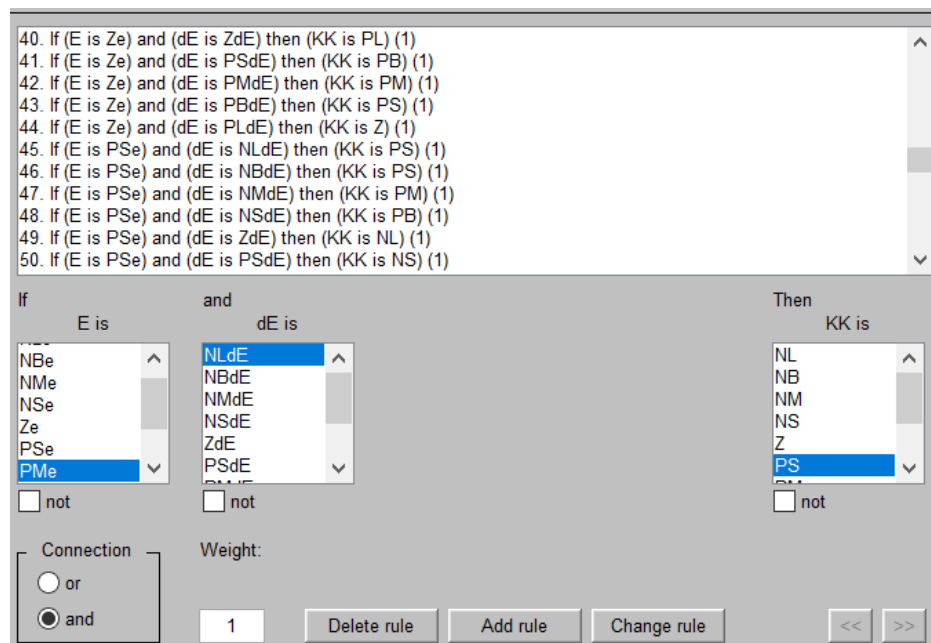 40. If (E is Ze) and (dE is ZdE) then (KK is PL) (1)
41. If (E is Ze) and (dE is PSdE) then (KK is PB) (1)
42. If (E is Ze) and (dE is PMdE) then (KK is PM) (1)
43. If (E is Ze) and (dE is PBdE) then (KK is PS) (1)
44. If (E is Ze) and (dE is PLdE) then (KK is Z) (1)
45. If (E is PSe) and (dE is NLdE) then (KK is PS) (1)
46. If (E is PSe) and (dE is NBdE) then (KK is PS) (1)
47. If (E is PSe) and (dE is NMdE) then (KK is PM) (1)
48. If (E is PSe) and (dE is NSdE) then (KK is PB) (1)
49. If (E is PSe) and (dE is ZdE) then (KK is NL) (1)
50. If (E is PSe) and (dE is PSdE) then (KK is NS) (1)
If
E is
NBe
NMe
NSe
Ze
PSe
PMe
not
and
dE is
NLdE
NBdE
NMdE
NSdE
ZdE
PSdE
not
Then
KK is
NL
NB
NM
NS
Z
PS
not
Connection
or
and
Weight:
1
Delete rule
Add rule
Change rule
<<
>>